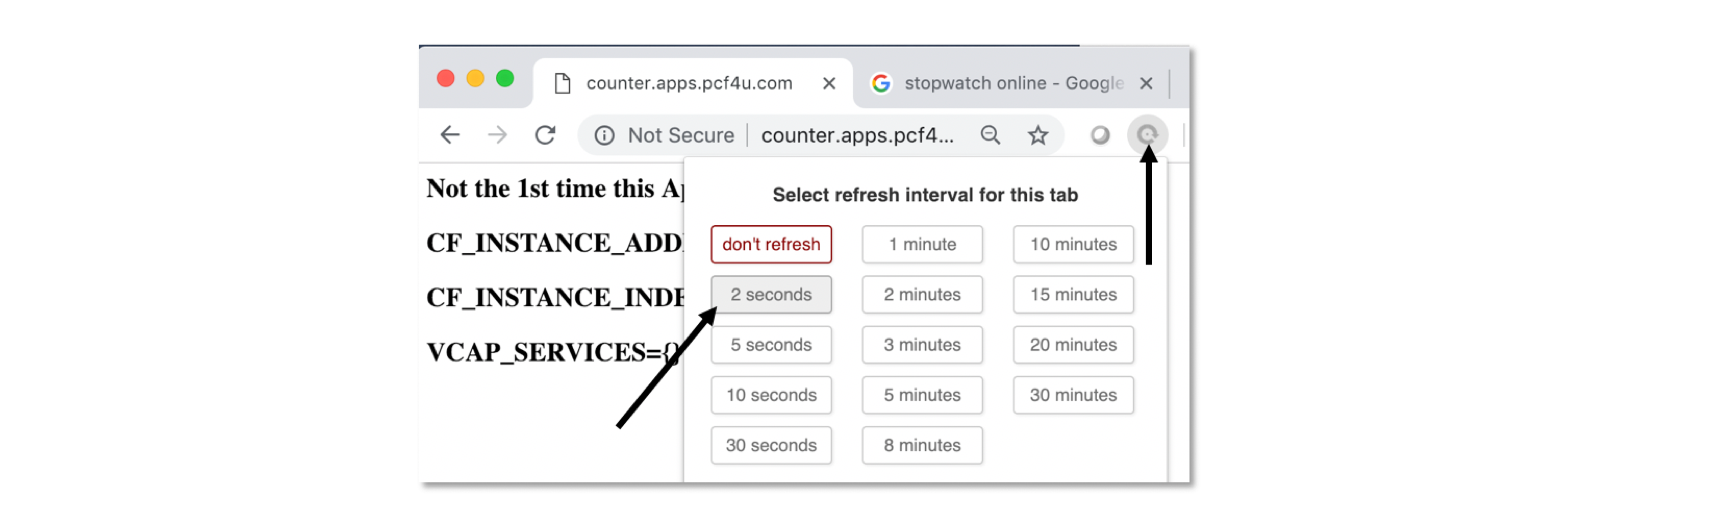 counter.apps.pcf4u.com
stopwatch online - Google
Not Secure
counter.apps.pcf4...
Not the 1st time this
CF_INSTANCE_ADD
CF_INSTANCE_INDE
VCAP_SERVICES={}
Select refresh interval for this tab
don't refresh 1 minute 10 minutes
2 seconds 2 minutes 15 minutes
5 seconds 3 minutes 20 minutes
10 seconds 5 minutes 30 minutes
30 seconds 8 minutes